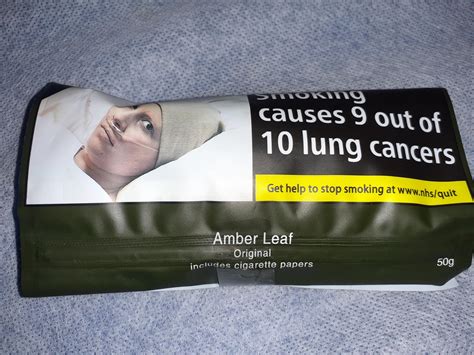 smoking
causes 9 out of
10 lung cancers
Get help to stop smoking at www.nhs/quit
Amber Leaf
Original
includes cigarette papers
50g